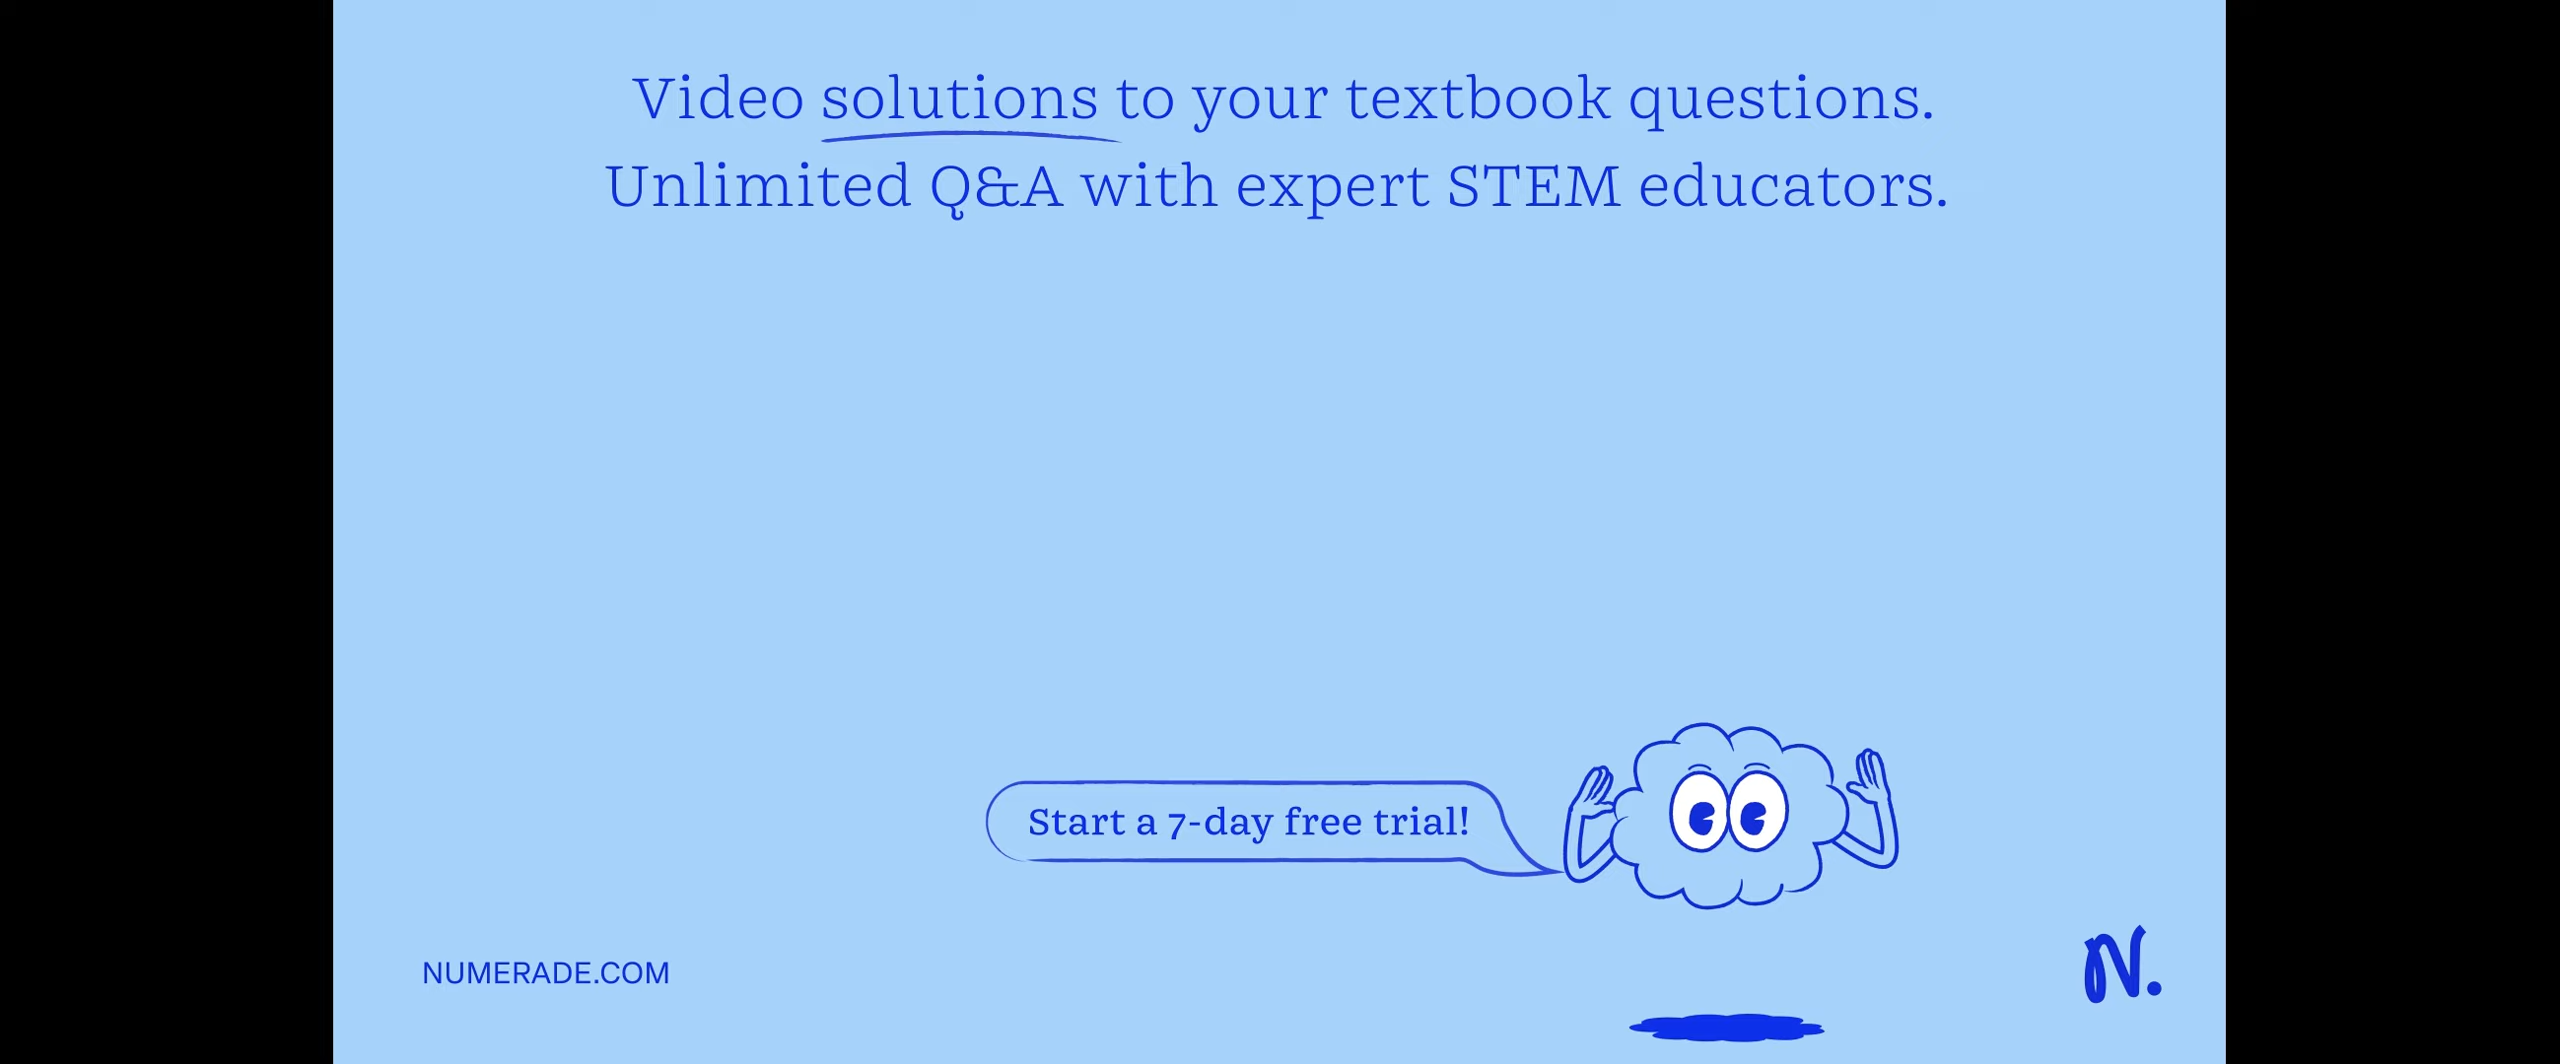 Video solutions to your textbook questions.
Unlimited Q&A with expert STEM educators.
Start a 7-day free trial!
NUMERADE.COM
N.